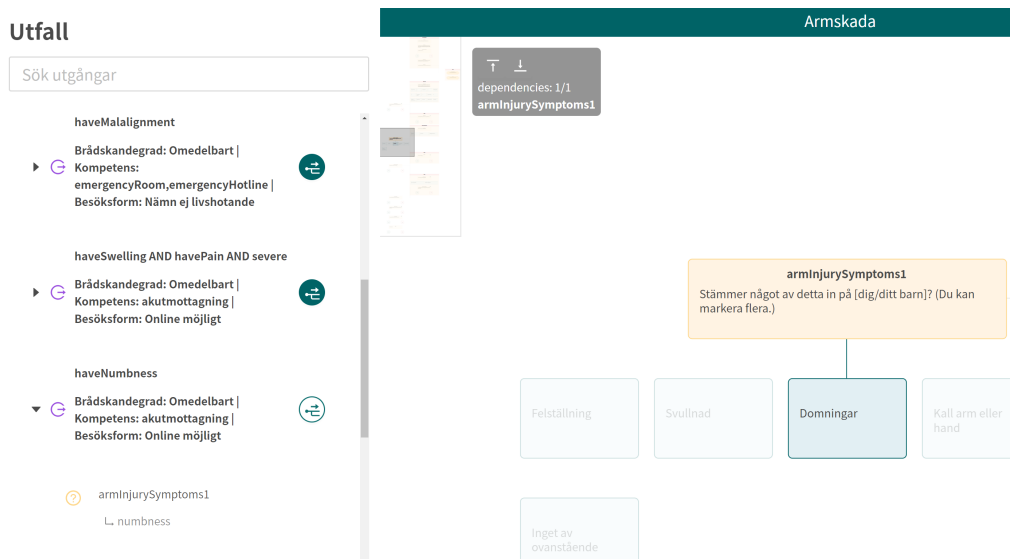 Utfall
Sök utgångar
haveMalalignment
Brådskandegrad: Omedelbart |
Kompetens:
emergencyRoom,emergencyHotline |
Besöksform: Nämn ej livshotande
haveSwelling AND havePain AND severe
Brådskandegrad: Omedelbart |
Kompetens: akutmottagning |
Besöksform: Online möjligt
haveNumbness
Brådskandegrad: Omedelbart |
Kompetens: akutmottagning |
Besöksform: Online möjligt
armInjurySymptoms1
numbness
Armskada
dependencies: 1/1
armInjurySymptoms1
armInjurySymptoms1
Stämmer något av detta in på [dig/ditt barn]? (Du kan
markera flera.)
Felställning
Svullnad
Domningar
Kall arm eller
hand
Inget av
ovanstående